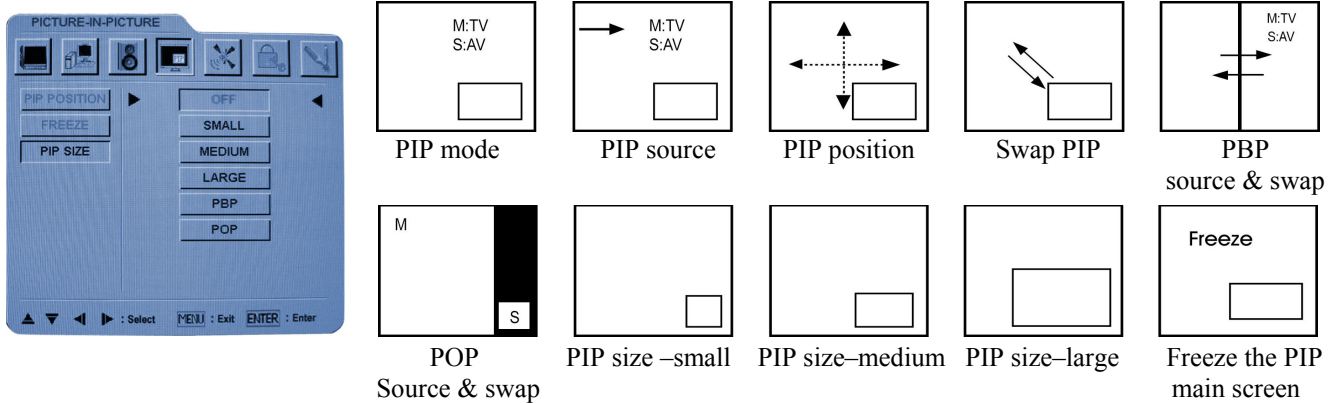 PICTURE-IN-PICTURE
PIP
PIP POSITION
FREEZE
PIP SIZE
OFF
SMALL
MEDIUM
LARGE
PBP
POP
: Select
MENU : Exit
ENTER : Enter
M:TV
S:AV
PIP mode
M:TV
S:AV
PIP source
PIP position
Swap PIP
M:TV
S:AV
PBP
source & swap
M
S
POP
Source & swap
PIP size –small
PIP size–medium
PIP size–large
Freeze
Freeze the PIP
main screen